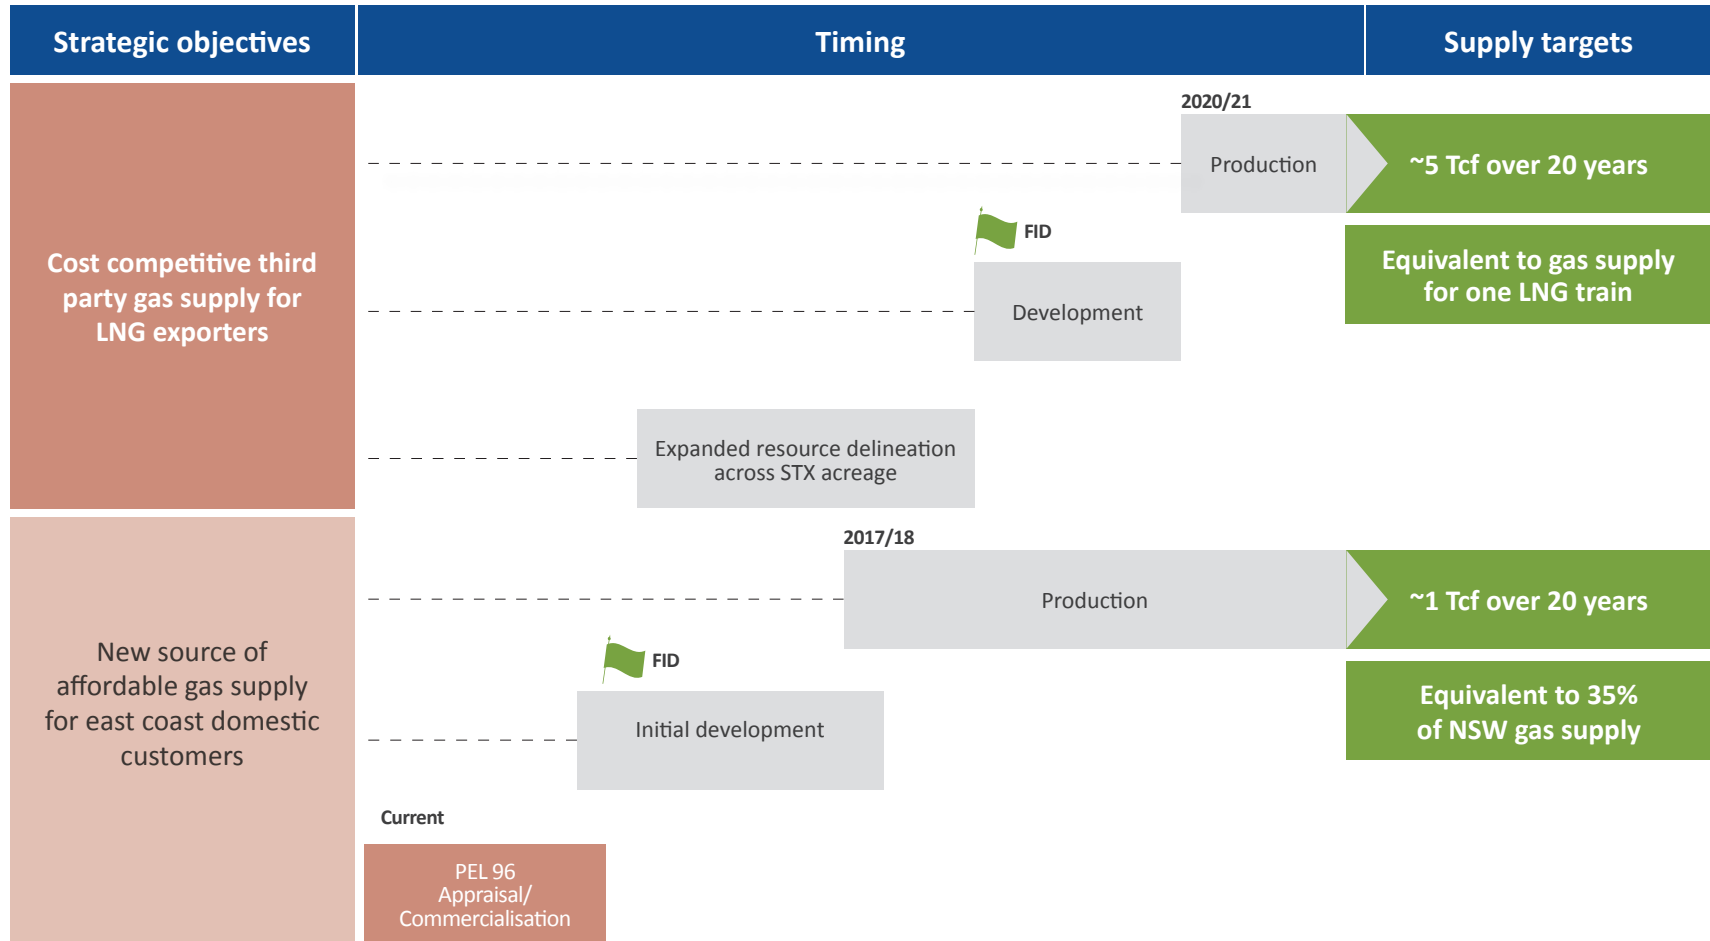 Strategic objectives
Timing
Supply targets
Cost competitive third
party gas supply for
LNG exporters
2020/21
Production
~5 Tcf over 20 years
FID
Development
Equivalent to gas supply
for one LNG train
Expanded resource delineation
across STX acreage
New source of
affordable gas supply
for east coast domestic
customers
2017/18
Production
~1 Tcf over 20 years
FID
Initial development
Equivalent to 35%
of NSW gas supply
Current
PEL 96
Appraisal/
Commercialisation